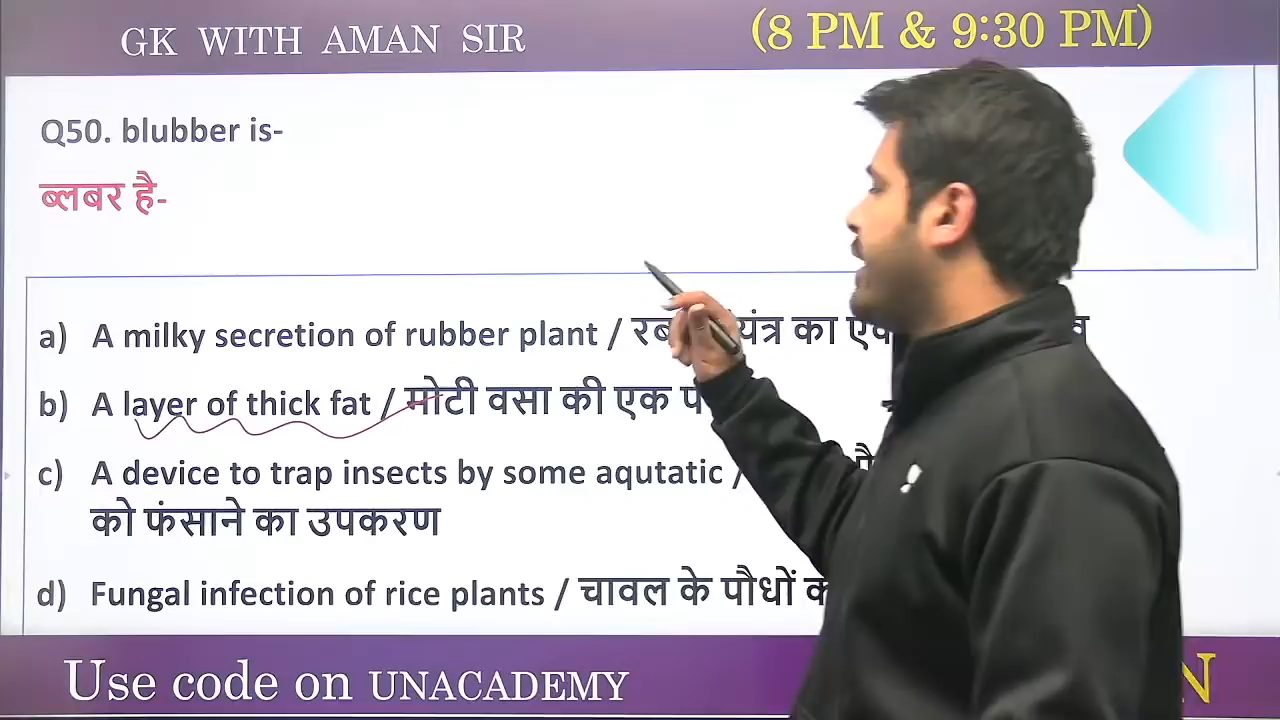 GK WITH AMAN SIR
(8 PM & 9:30 PM)
Q50. blubber is-
ब्लबर है-
a) A milky secretion of rubber plant / यंत्र का
b) A layer of thick fat / मोटी वसा की एक
c) A device to trap insects by some aqutatic /
को फंसाने का उपकरण
d) Fungal infection of rice plants / चावल के पौधों
Use code on UNACADEMY